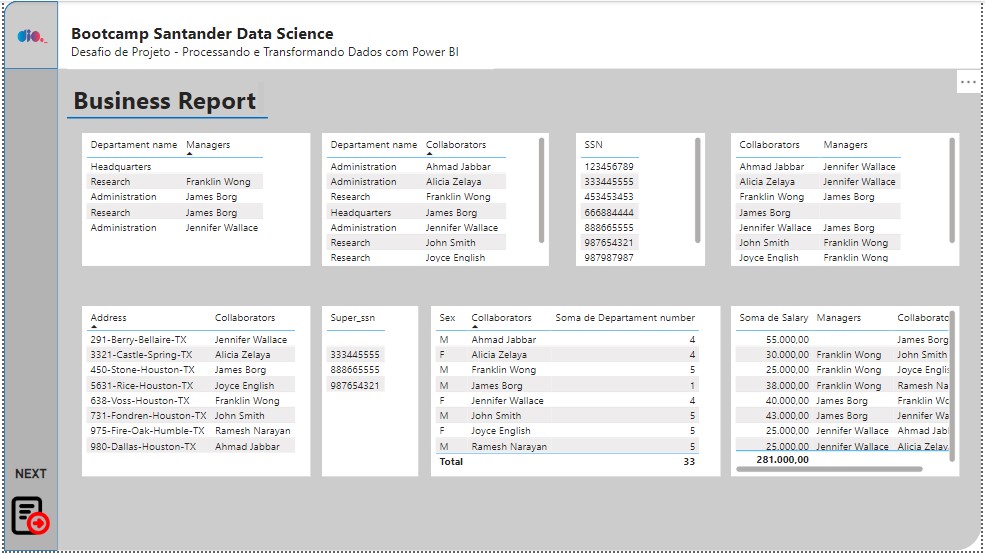 dio._
Bootcamp Santander Data Science
Desafio de Projeto - Processando e Transformando Dados com Power BI
Business Report
Departament name Managers
Headquarters
Research Franklin Wong
Administration James Borg
Research James Borg
Administration Jennifer Wallace
Departament name Collaborators
Administration Ahmad Jabbar
Administration Alicia Zelaya
Research Franklin Wong
Headquarters James Borg
Administration Jennifer Wallace
Research John Smith
Research Joyce English
SSN
123456789
333445555
453453453
666884444
888665555
987654321
987987987
Collaborators Managers
Ahmad Jabbar Jennifer Wallace
Alicia Zelaya Jennifer Wallace
Franklin Wong James Borg
James Borg
Jennifer Wallace James Borg
John Smith Franklin Wong
Joyce English Franklin Wong
Address Collaborators
291-Berry-Bellaire-TX Jennifer Wallace
3321-Castle-Spring-TX Alicia Zelaya
450-Stone-Houston-TX James Borg
5631-Rice-Houston-TX Joyce English
638-Voss-Houston-TX Franklin Wong
731-Fondren-Houston-TX John Smith
975-Fire-Oak-Humble-TX Ramesh Narayan
980-Dallas-Houston-TX Ahmad Jabbar
Super_ssn
333445555
888665555
987654321
Sex Collaborators Soma de Departament number
M Ahmad Jabbar 4
F Alicia Zelaya 4
M Franklin Wong 5
M James Borg 1
F Jennifer Wallace 4
M John Smith 5
F Joyce English 5
M Ramesh Narayan 5
Total 33
Soma de Salary Managers Collaboratc
55.000,00 James Borg
30.000,00 Franklin Wong John Smith
25.000,00 Franklin Wong Joyce Englis
38.000,00 Franklin Wong Ramesh Na
40.000,00 James Borg Franklin Wc
43.000,00 James Borg Jennifer Wa
25.000,00 Jennifer Wallace Ahmad Jabl
25.000,00 Jennifer Wallace Alicia Zelay
281.000,00
NEXT